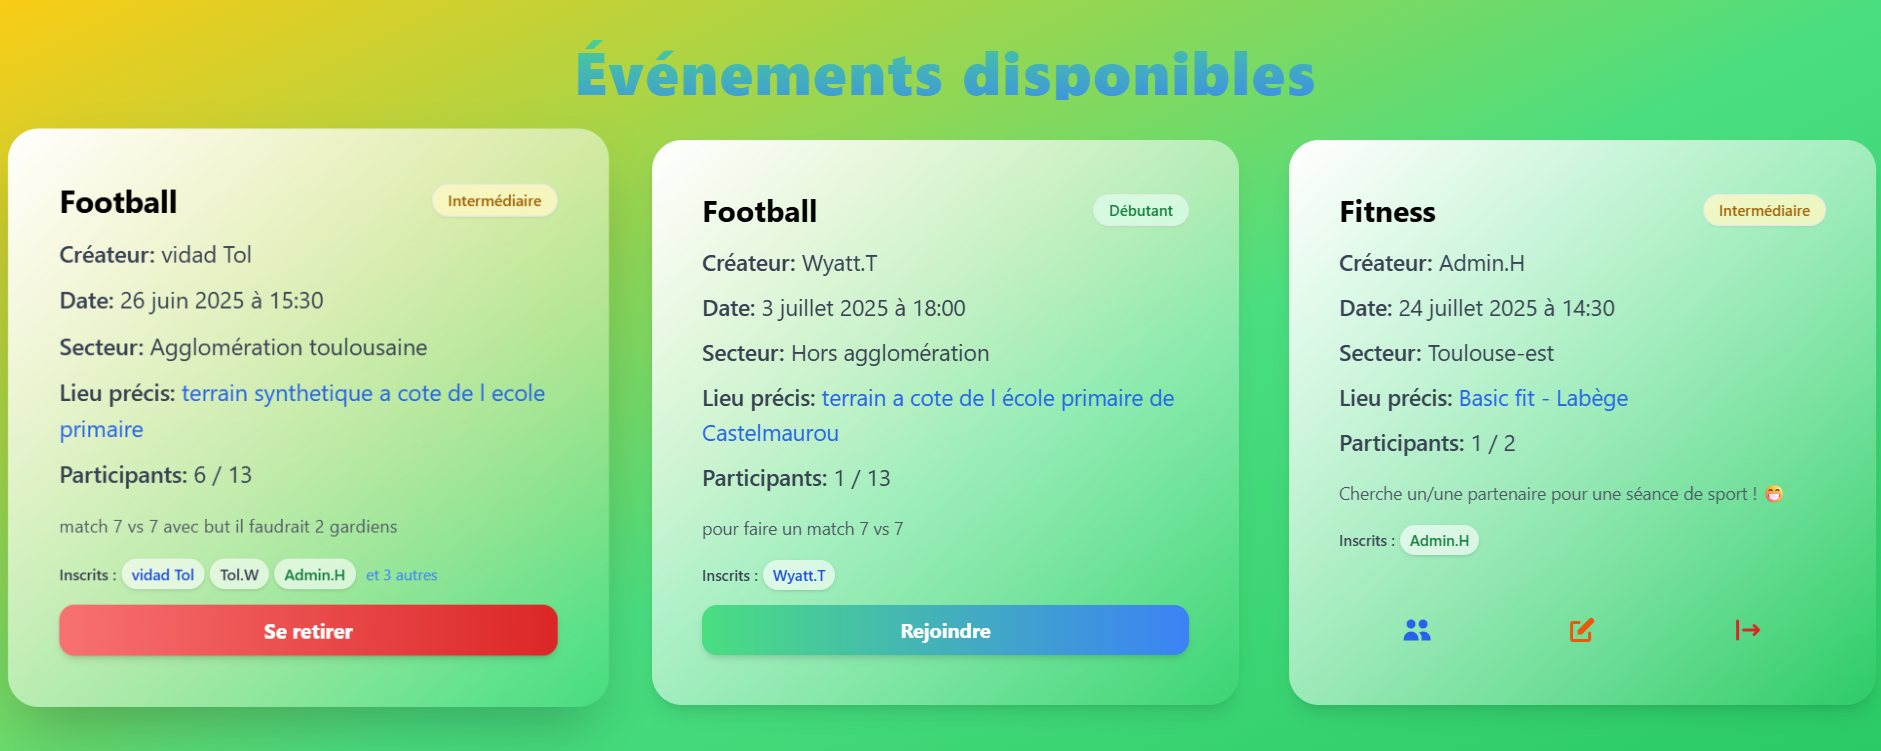 Événements disponibles
Football
Intermédiaire
Créateur: vidad Tol
Date: 26 juin 2025 à 15:30
Secteur: Agglomération toulousaine
Lieu précis: terrain synthetique a cote de l ecole
primaire
Participants: 6 / 13
match 7 vs 7 avec but il faudrait 2 gardiens
Inscrits : vidad Tol Tol.W Admin.H et 3 autres
Se retirer
Football
Débutant
Créateur: Wyatt.T
Date: 3 juillet 2025 à 18:00
Secteur: Hors agglomération
Lieu précis: terrain a cote de l école primaire de
Castelmaurou
Participants: 1 / 13
pour faire un match 7 vs 7
Inscrits : Wyatt.T
Rejoindre
Fitness
Intermédiaire
Créateur: Admin.H
Date: 24 juillet 2025 à 14:30
Secteur: Toulouse-est
Lieu précis: Basic fit - Labège
Participants: 1 / 2
Cherche un/une partenaire pour une séance de sport ! 😁
Inscrits : Admin.H